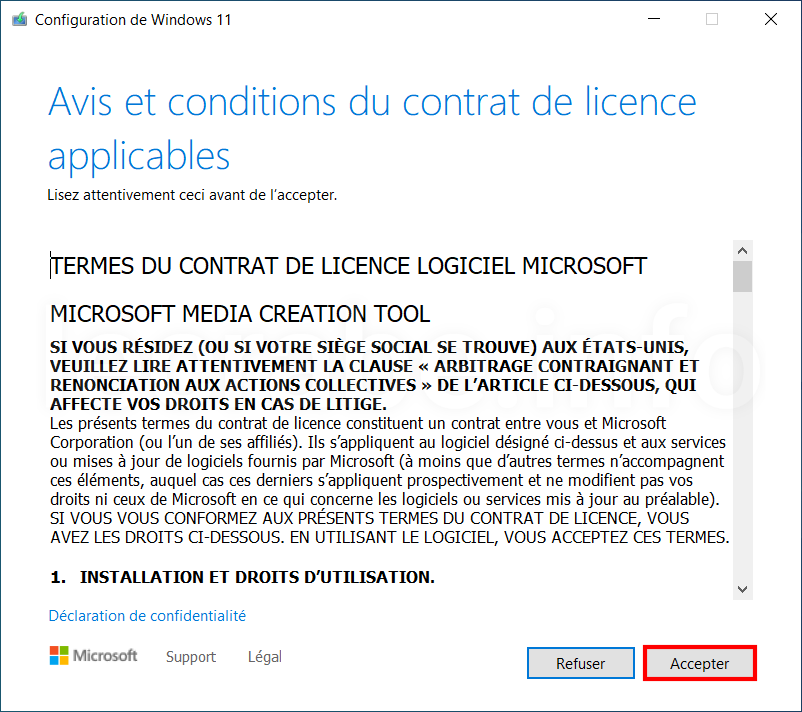 Configuration de Windows 11
Avis et conditions du contrat de licence
applicables
Lisez attentivement ceci avant de l'accepter.
TERMES DU CONTRAT DE LICENCE LOGICIEL MICROSOFT
MICROSOFT MEDIA CREATION TOOL
SI VOUS RÉSIDEZ (OU SI VOTRE SIÈGE SOCIAL SE TROUVE) AUX ÉTATS-UNIS,
VEUILLEZ LIRE ATTENTIVEMENT LA CLAUSE « ARBITRAGE CONTRAIGNANT ET
RENONCIATION AUX ACTIONS COLLECTIVES » DE L'ARTICLE CI-DESSOUS, QUI
AFFECTE VOS DROITS EN CAS DE LITIGE.
Les présents termes du contrat de licence constituent un contrat entre vous et Microsoft
Corporation (ou l'un de ses affiliés). Ils s'appliquent au logiciel désigné ci-dessus et aux services
ou mises à jour de logiciels fournis par Microsoft (à moins que d'autres termes n'accompagnent
ces éléments, auquel cas ces derniers s'appliquent prospectivement et ne modifient pas vos
droits ni ceux de Microsoft en ce qui concerne les logiciels ou services mis à jour au préalable).
SI VOUS VOUS CONFORMEZ AUX PRÉSENTS TERMES DU CONTRAT DE LICENCE, VOUS
AVEZ LES DROITS CI-DESSOUS. EN UTILISANT LE LOGICIEL, VOUS ACCEPTEZ CES TERMES.
1. INSTALLATION ET DROITS D'UTILISATION.
Déclaration de confidentialité
Microsoft Support Légal
Refuser Accepter